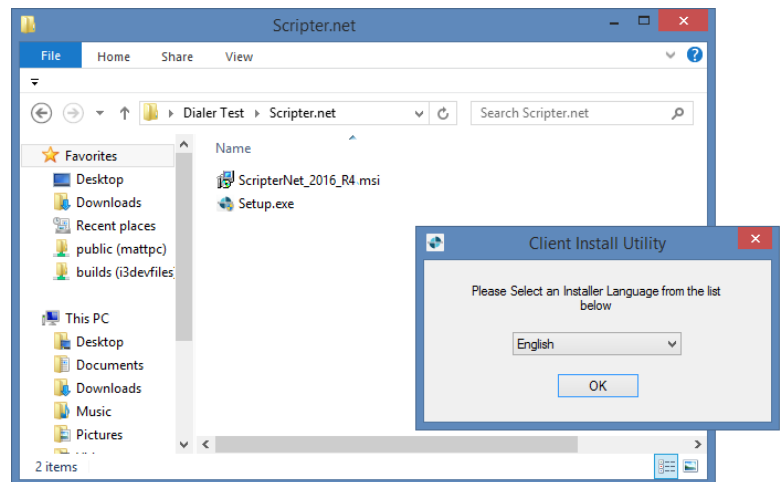 Scripter.net
File Home Share View
Dialer Test Scripter.net
Search Scripter.net
Favorites
Desktop
Downloads
Recent places
public (mattpc)
builds (i3devfiles)
This PC
Desktop
Documents
Downloads
Music
Pictures
Name
ScripterNet_2016_R4.msi
Setup.exe
2 items
Client Install Utility
Please Select an Installer Language from the list
below
English
OK